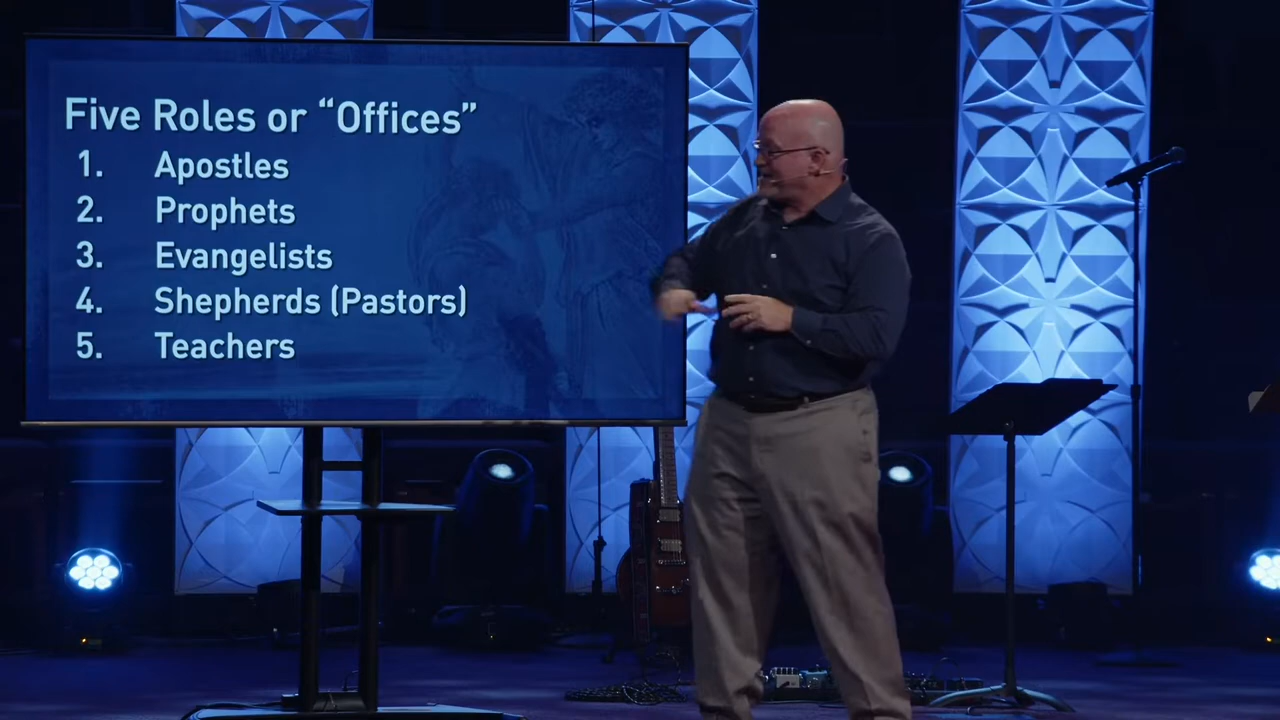 Five Roles or “Offices”
1. Apostles
2. Prophets
3. Evangelists
4. Shepherds (Pastors)
5. Teachers